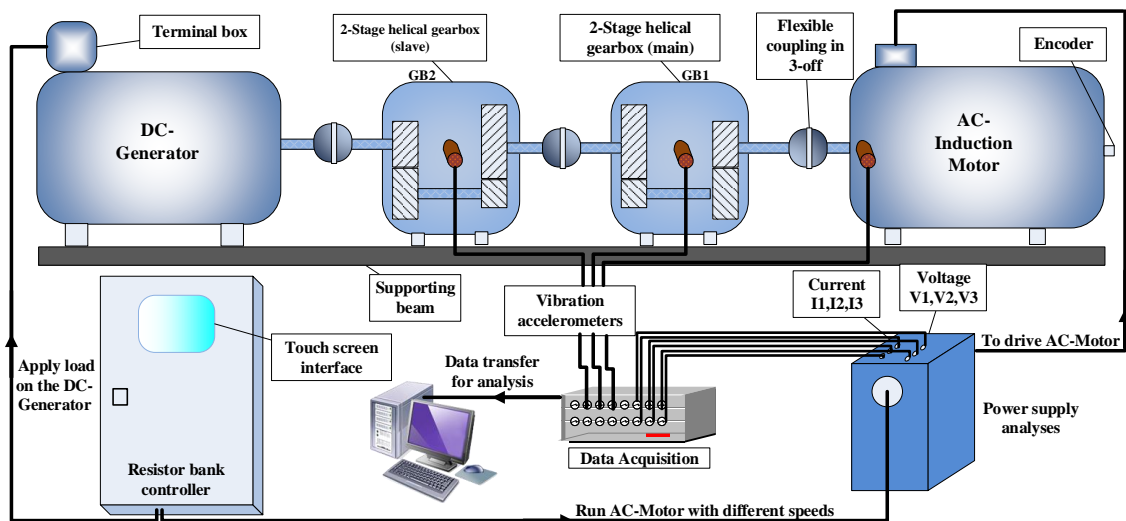 Terminal box
2-Stage helical gearbox
(slave)
GB2
2-Stage helical
gearbox (main)
GB1
Flexible
coupling in
3-off
Encoder
DC-
Generator
AC-
Induction
Motor
Supporting
beam
Vibration
accelerometers
Current
I1,I2,I3
Voltage
V1,V2,V3
Touch screen
interface
Apply load
on the DC-
Generator
Data transfer
for analysis
To drive AC-Motor
Power supply
analyses
Data Acquisition
Resistor bank
controller
Run AC-Motor with different speeds